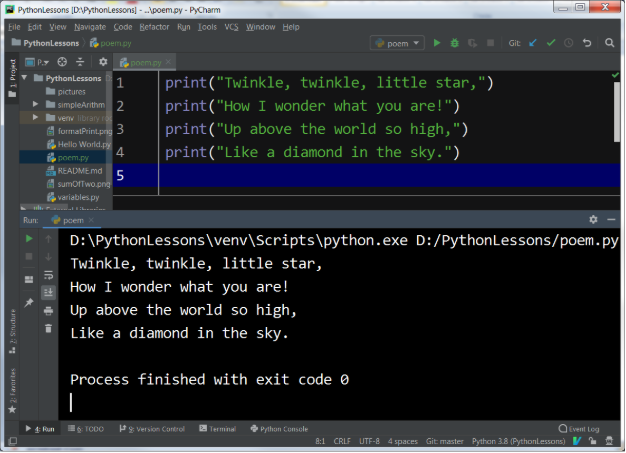 PythonLessons [D:\PythonLessons] - ...\poem.py - PyCharm
File Edit View Navigate Code Refactor Run Tools VCS Window Help
PythonLessons poem.py poem Git:
1: Project P.. poem.py
PythonLessons
pictures
simpleArithm
venv library roo
formatPrint.png
Hello World.py
poem.py
README.md
sumOfTwo.png
variables.py
External Libraries
1 print("Twinkle, twinkle, little star,")
2 print("How I wonder what you are!")
3 print("Up above the world so high,")
4 print("Like a diamond in the sky.")
5
Run: poem
D:\PythonLessons\venv\Scripts\python.exe D:/PythonLessons/poem.py
Twinkle, twinkle, little star,
How I wonder what you are!
Up above the world so high,
Like a diamond in the sky.
Process finished with exit code 0
7: Structure
2: Favorites
4: Run 6: TODO 9: Version Control Terminal Python Console Event Log
8:1 CRLF UTF-8 4 spaces Git: master Python 3.8 (PythonLessons)